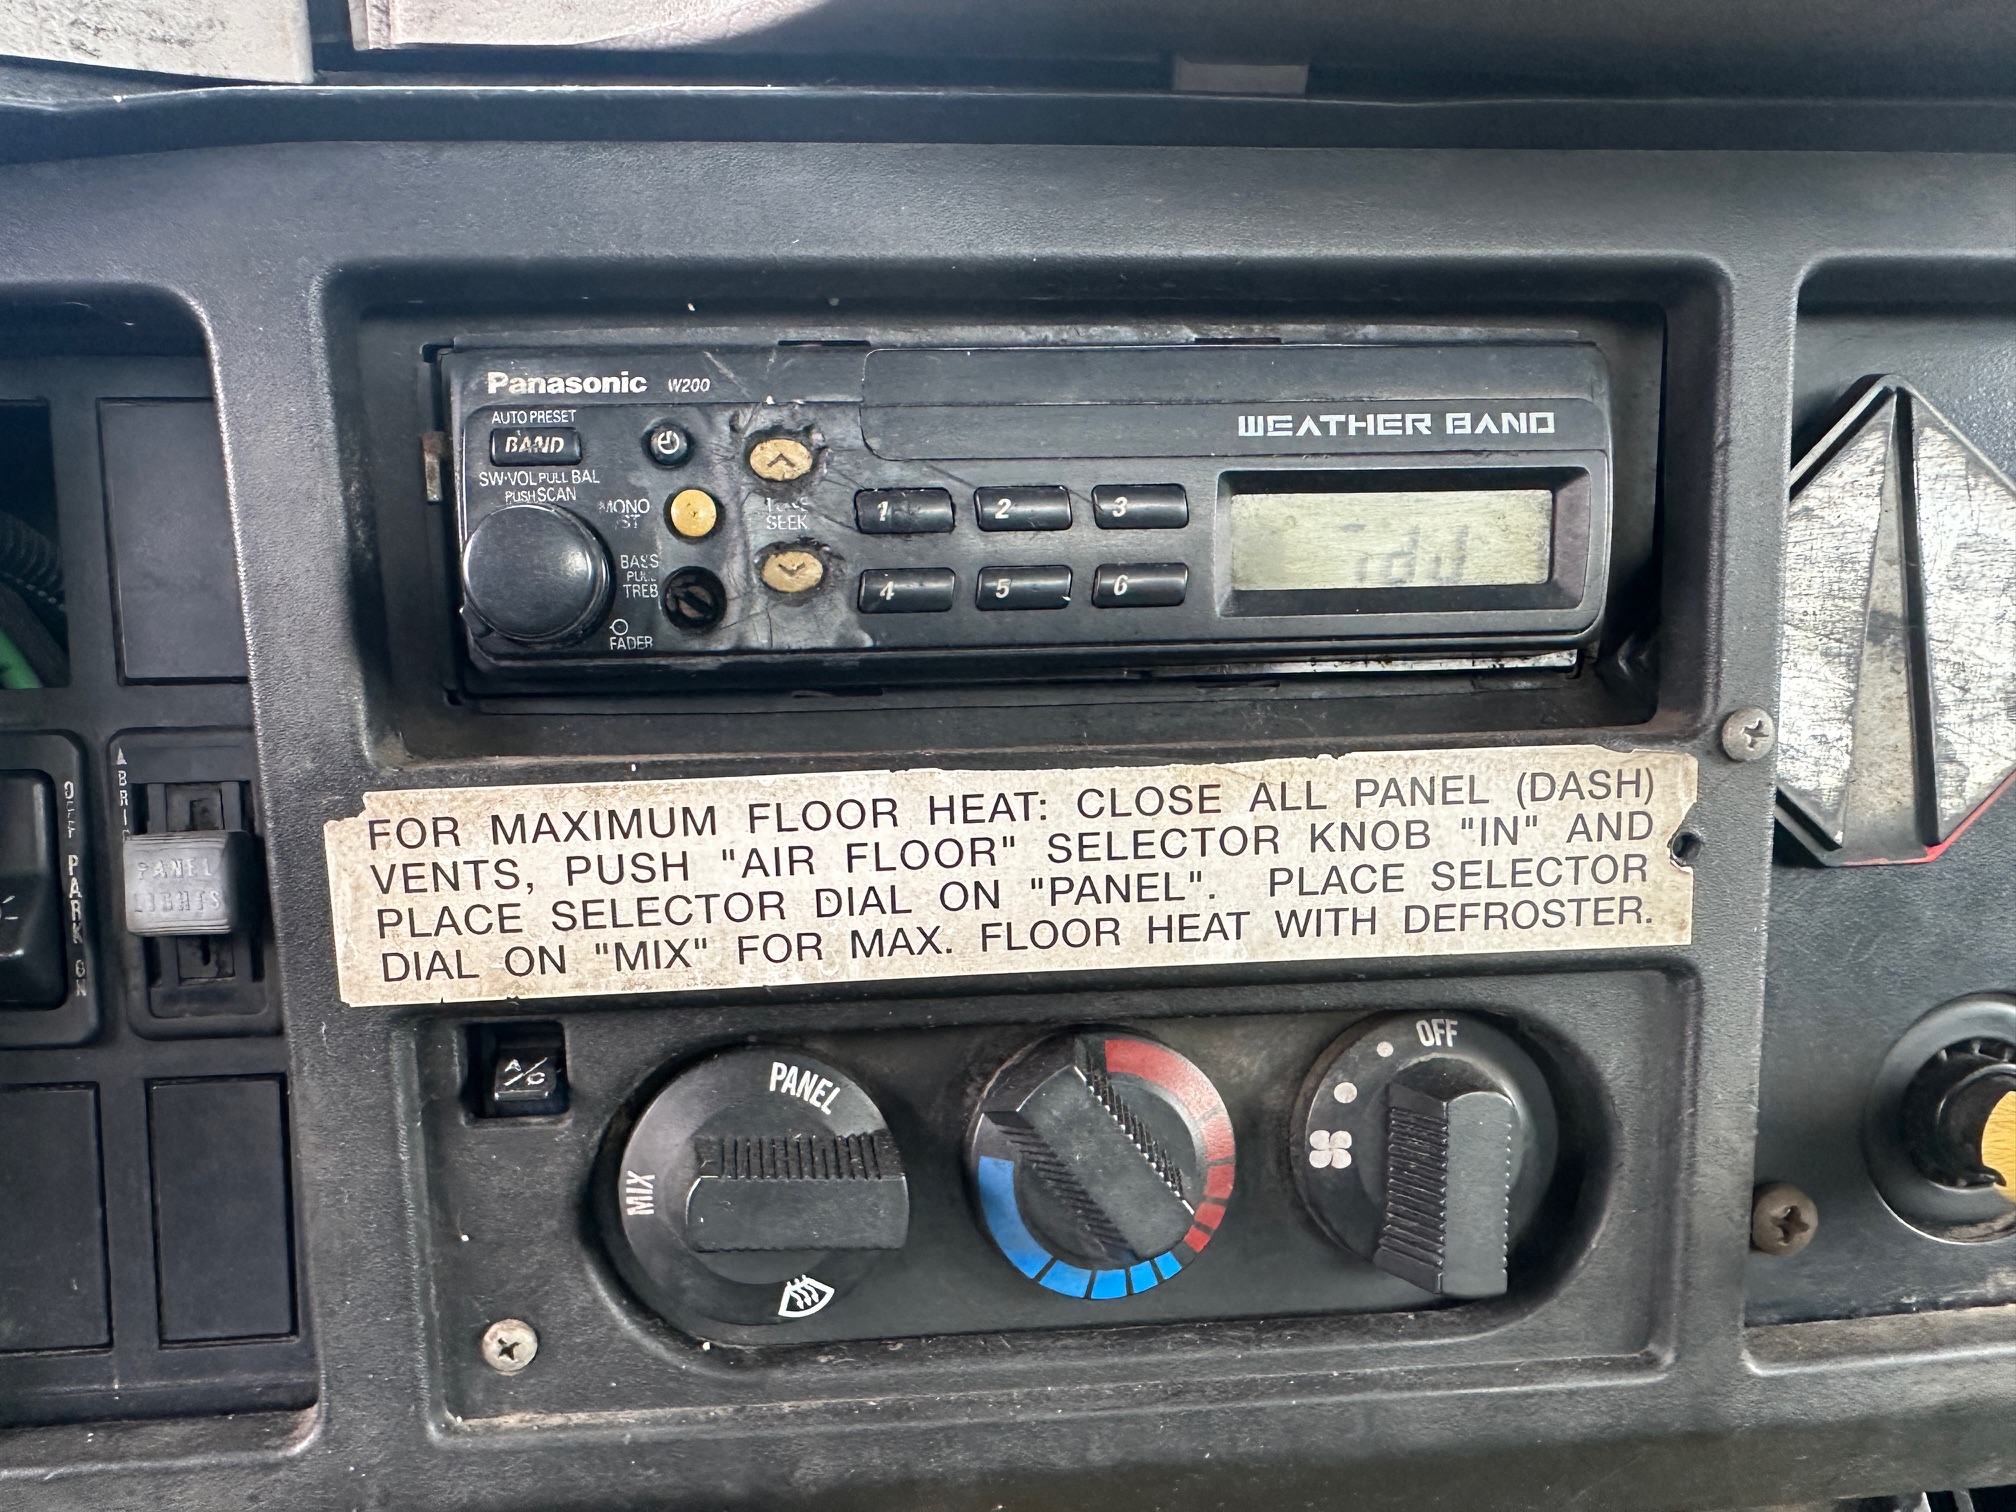 Panasonic W200
AUTO PRESET
BAND
WEATHER BAND
SW·VOL PULL BAL
PUSH SCAN
MONO
/ST
SEEK
1 2 3
BASS
PULL
TREB
4 5 6
FADER
FOR MAXIMUM FLOOR HEAT: CLOSE ALL PANEL (DASH)
VENTS, PUSH "AIR FLOOR" SELECTOR KNOB "IN" AND
PLACE SELECTOR DIAL ON "PANEL". PLACE SELECTOR
DIAL ON "MIX" FOR MAX. FLOOR HEAT WITH DEFROSTER.
OFF PARK ON
PANEL
LIGHTS
A/C
PANEL
MIX
OFF